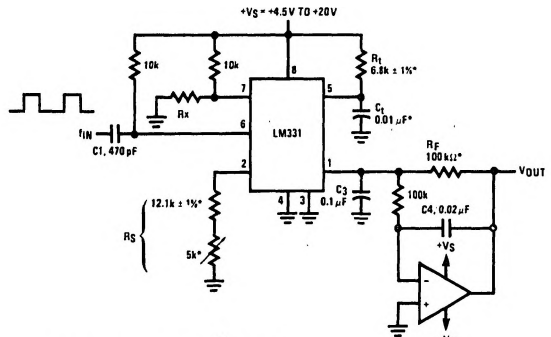 +VS = +4.5V TO +20V
10k
10k
Rt
6.8k ± 1%*
8
7
5
Rx
Ct
0.01 µF*
LM331
fIN
6
C1, 470 pF
RF
100 kΩ*
2
1
VOUT
12.1k ± 1%*
C3
0.1 µF
100k
4
3
C4, 0.02 µF
RS
+VS
5k*
-
+